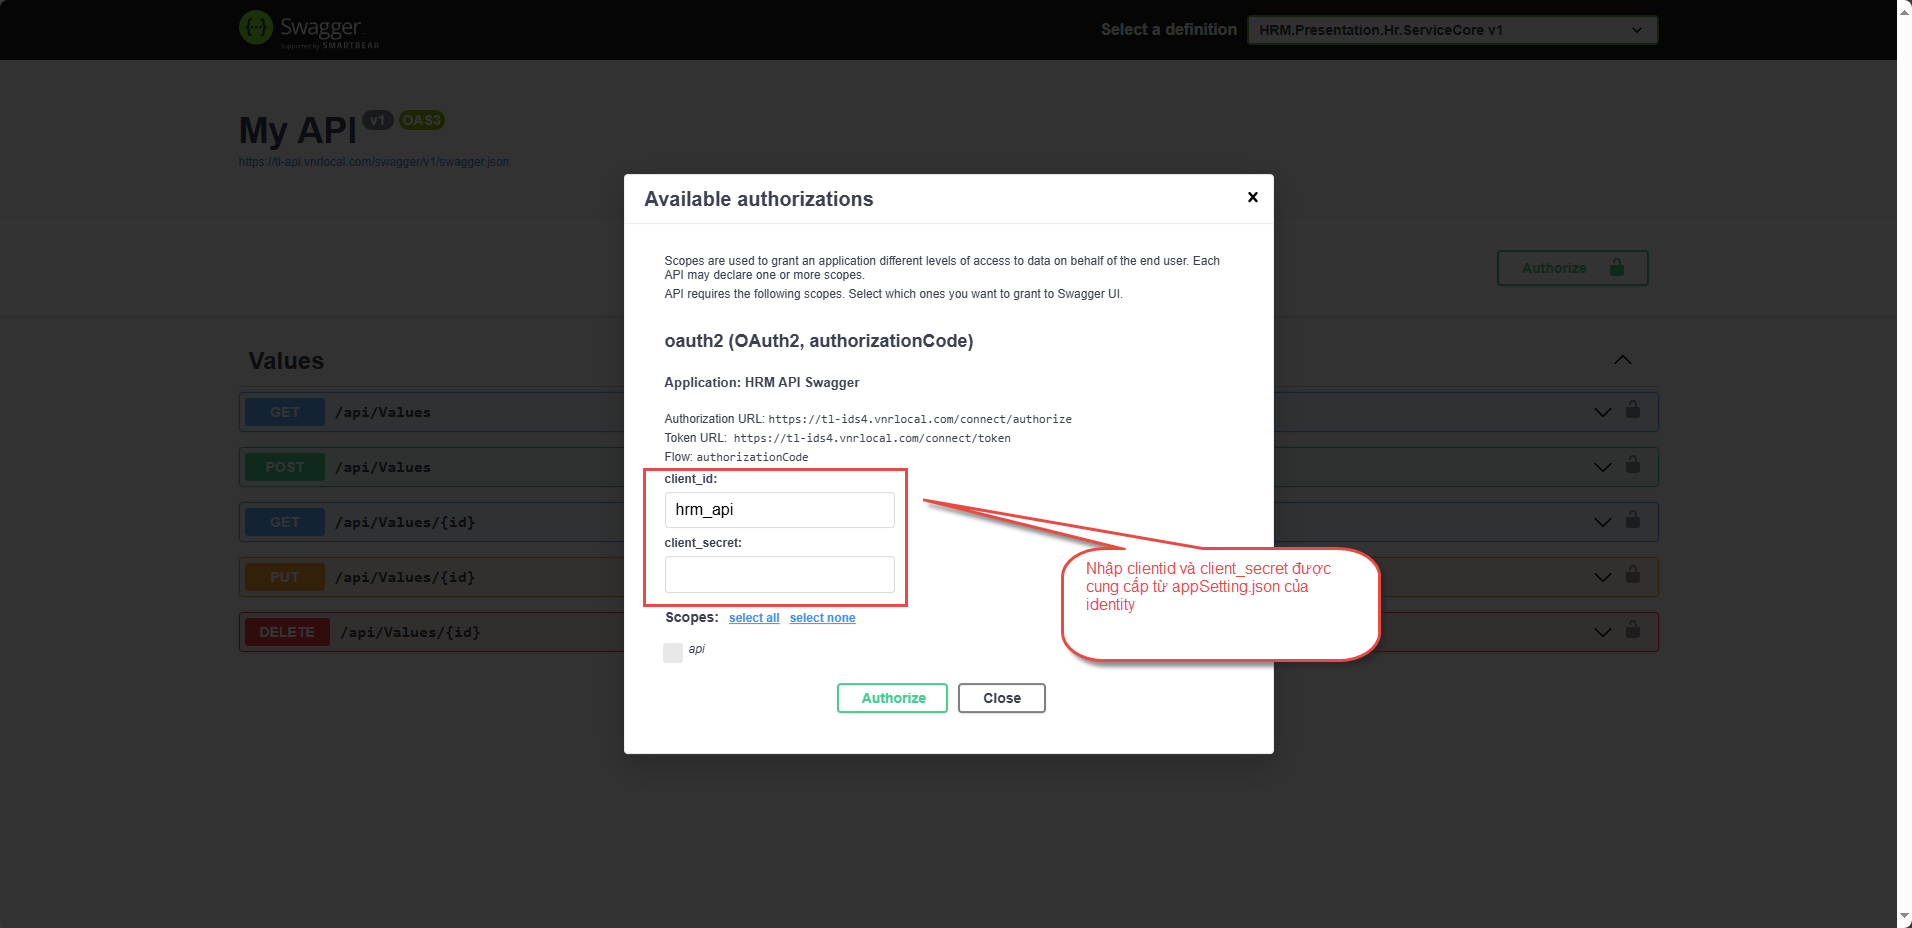 Swagger
Supported by SMARTBEAR
Select a definition
HRM.Presentation.Hr.ServiceCore v1
My API v1 OAS3
https://tl-api.vnrlocal.com/swagger/v1/swagger.json
Authorize
Available authorizations
Scopes are used to grant an application different levels of access to data on behalf of the end user. Each
API may declare one or more scopes.
API requires the following scopes. Select which ones you want to grant to Swagger UI.
oauth2 (OAuth2, authorizationCode)
Application: HRM API Swagger
Authorization URL: https://tl-ids4.vnrlocal.com/connect/authorize
Token URL: https://tl-ids4.vnrlocal.com/connect/token
Flow: authorizationCode
client_id:
hrm_api
client_secret:
Scopes: select all select none
api
Authorize Close
Nhập clientid và client_secret được
cung cấp từ appSetting.json của
identity
Values
GET /api/Values
POST /api/Values
GET /api/Values/{id}
PUT /api/Values/{id}
DELETE /api/Values/{id}